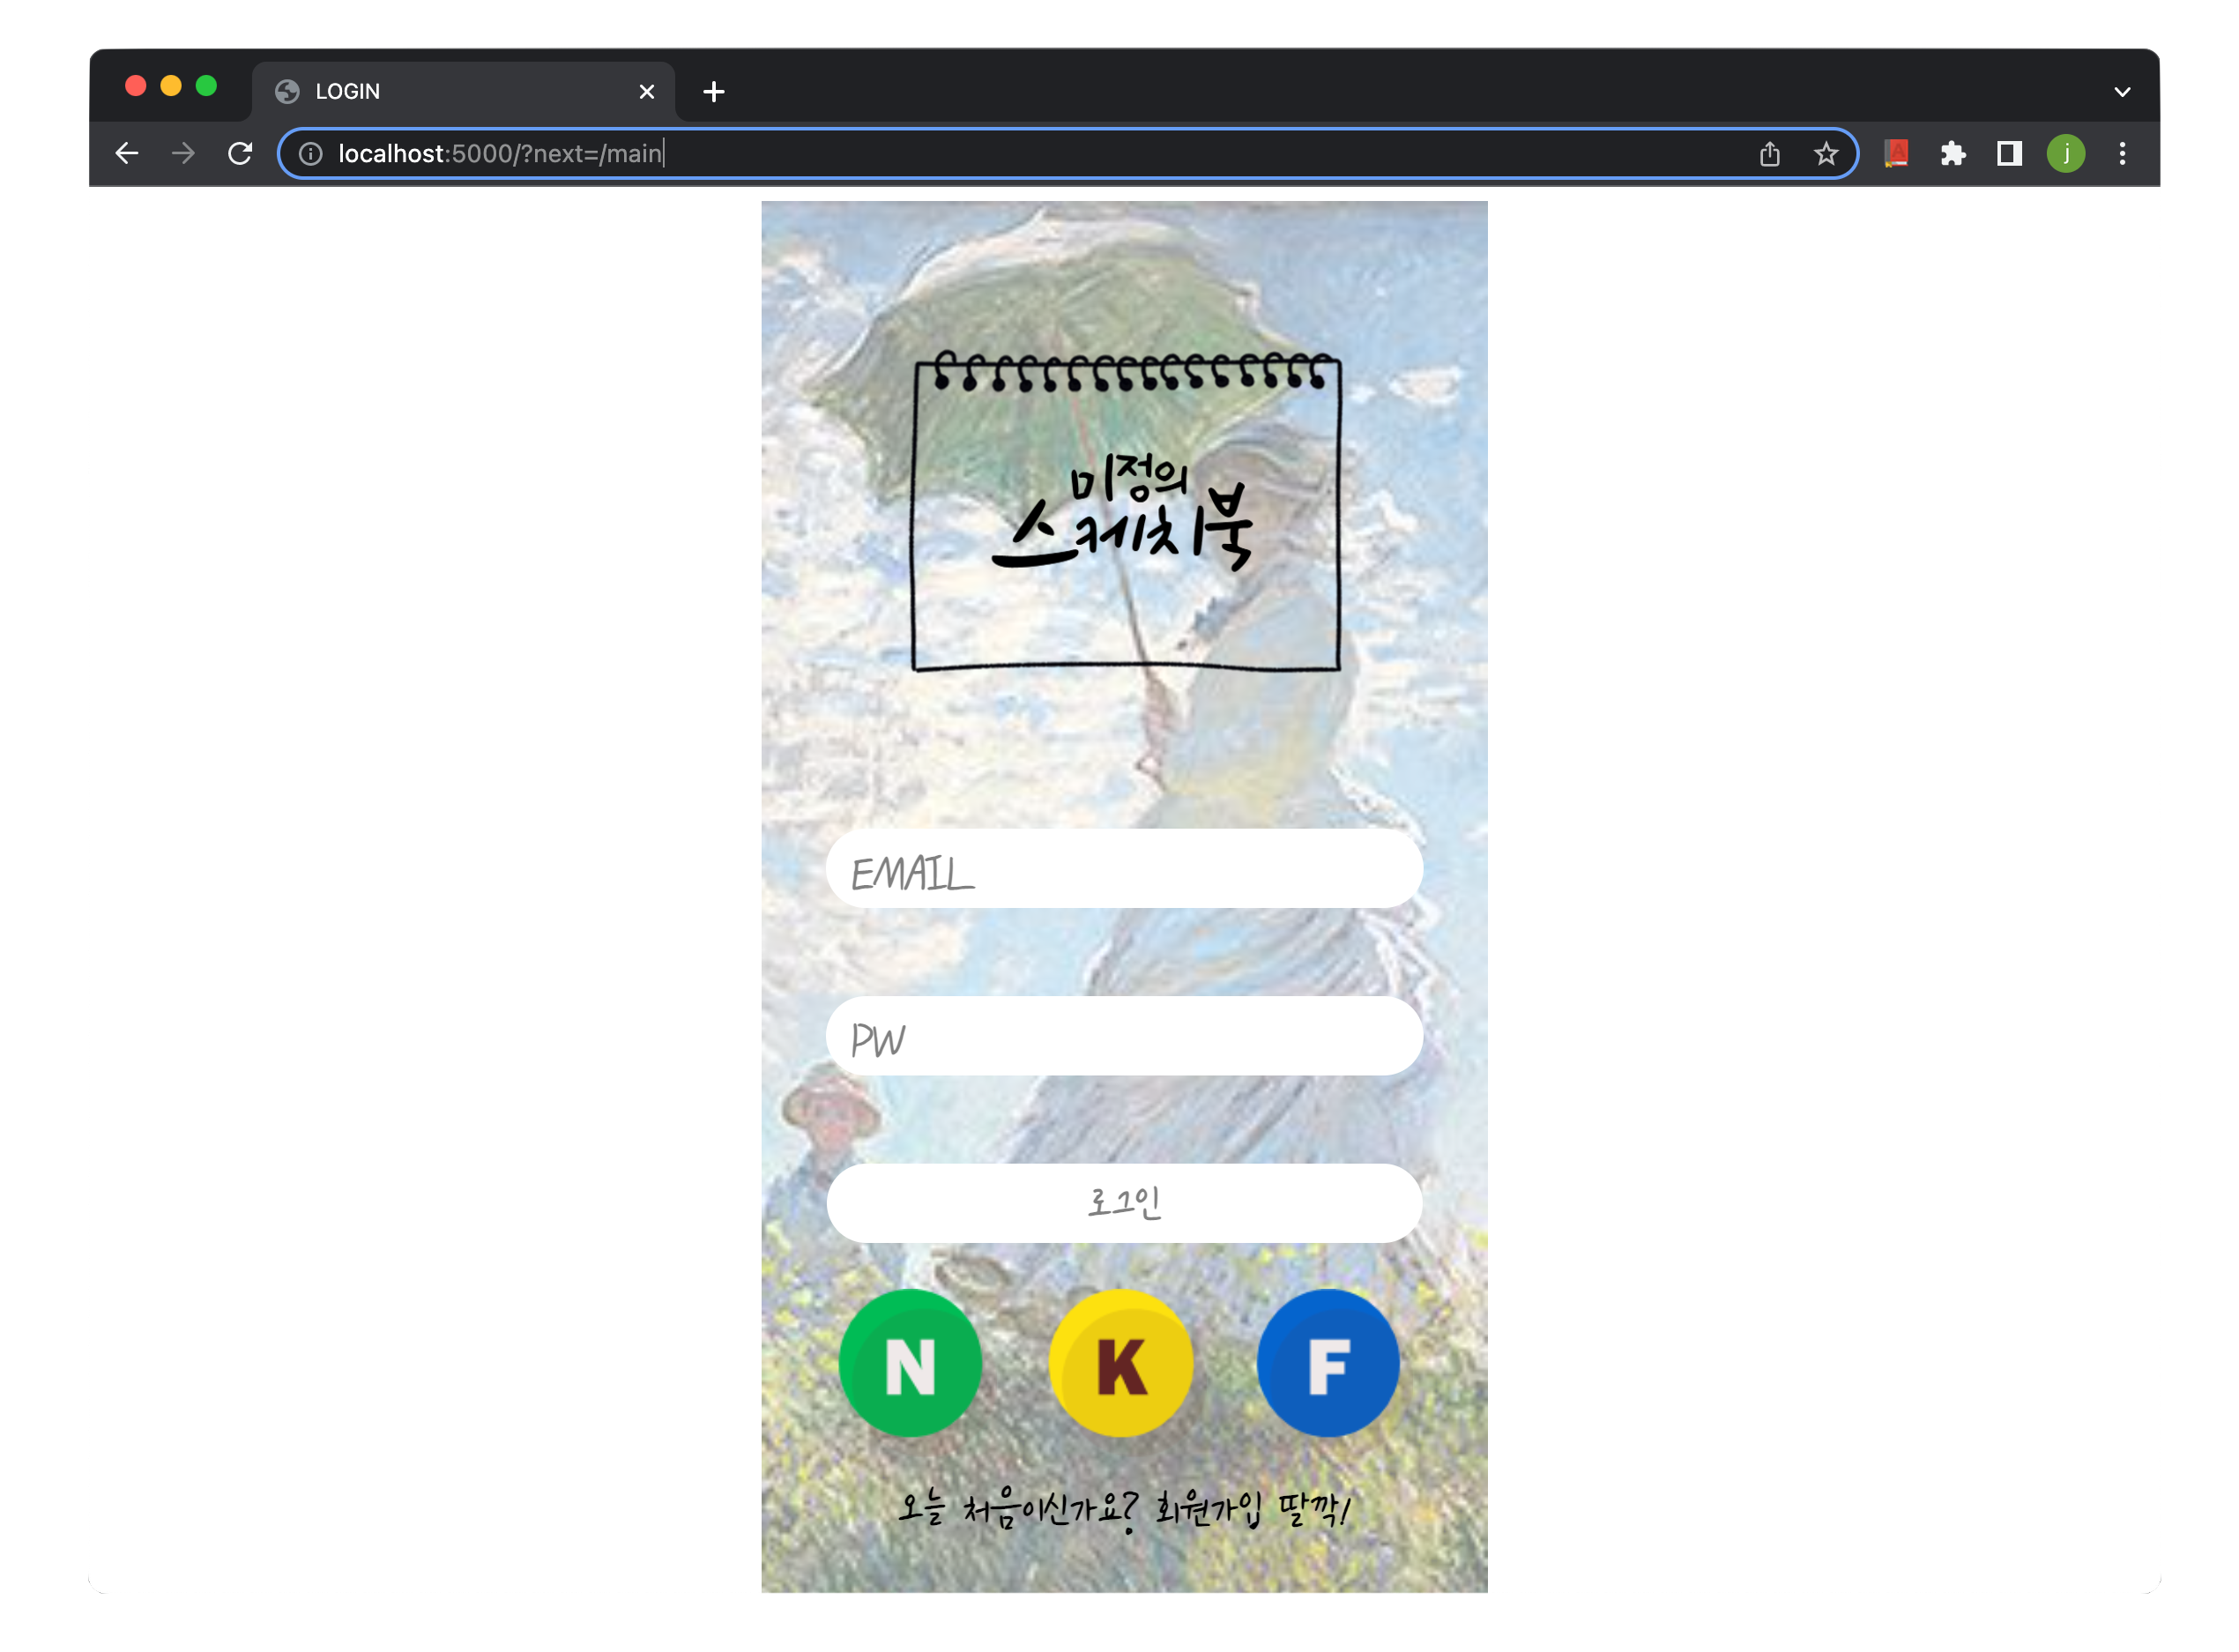 LOGIN
localhost:5000/?next=/main
j
미정의
스케치북
EMAIL
PW
로그인
N K F
오늘 처음이신가요? 회원가입 딸깍!